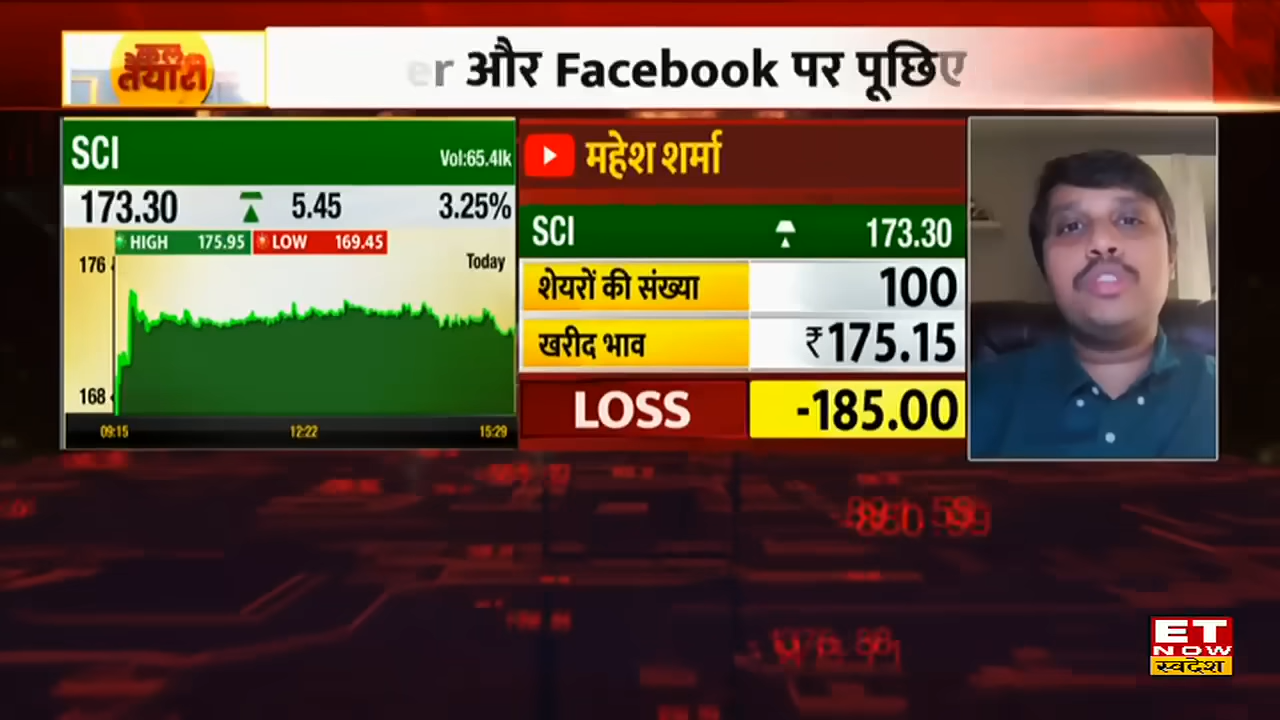 कल की
तैयारी
er और Facebook पर पूछिए
SCI
Vol:65.4lk
173.30 5.45 3.25%
HIGH 175.95 LOW 169.45
Today
176
168
09:15 12:22 15:29
महेश शर्मा
SCI 173.30
शेयरों की संख्या 100
खरीद भाव ₹175.15
LOSS -185.00
ET
NOW
स्वदेश